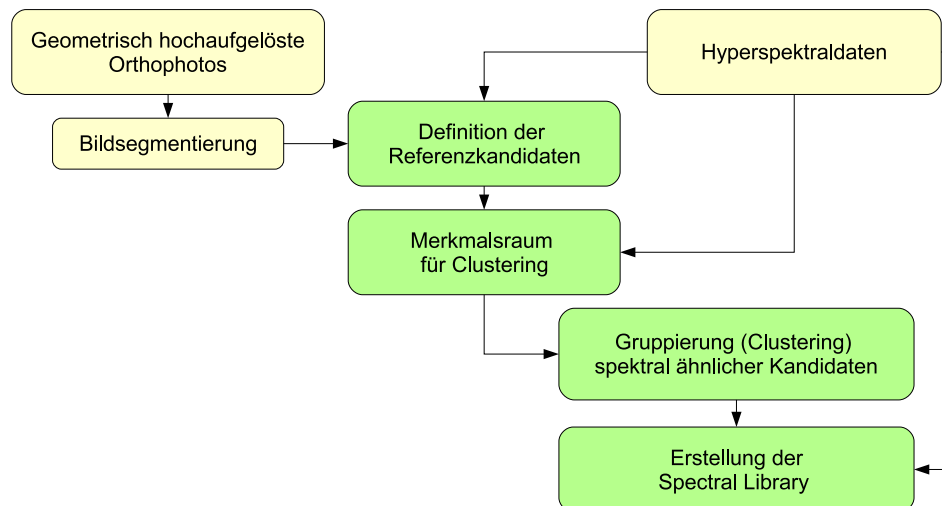 Geometrisch hochaufgelöste
Orthophotos
Hyperspektraldaten
Bildsegmentierung
Definition der
Referenzkandidaten
Merkmalsraum
für Clustering
Gruppierung (Clustering)
spektral ähnlicher Kandidaten
Erstellung der
Spectral Library